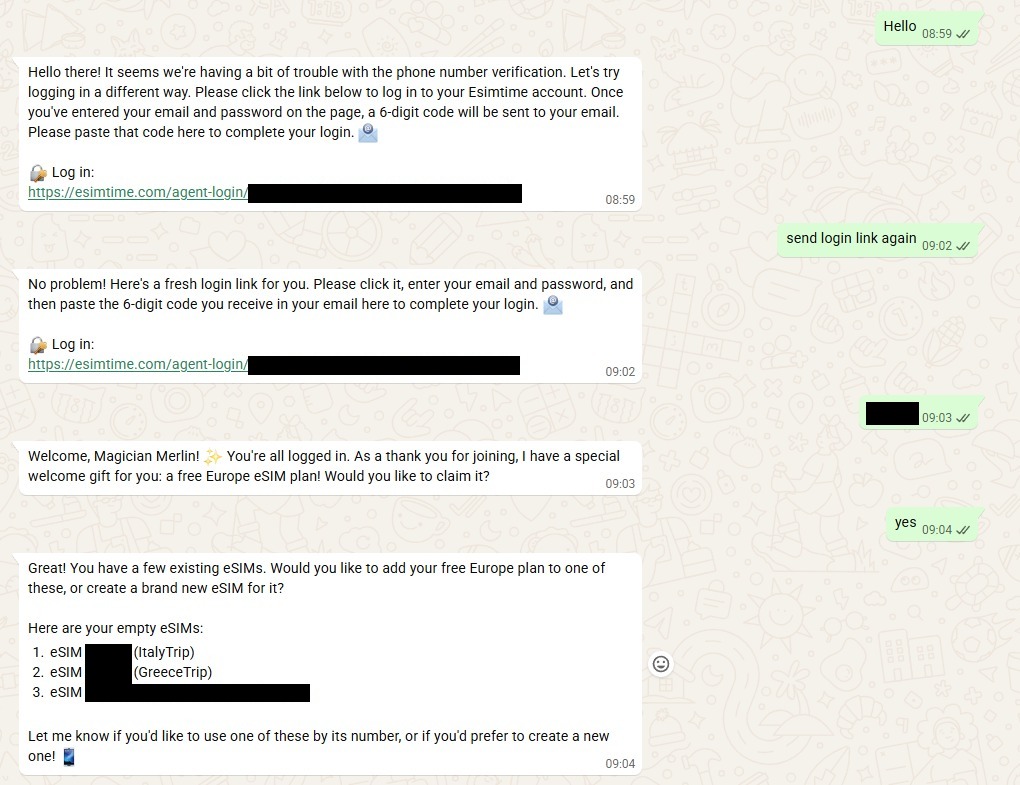 Hello 08:59
Hello there! It seems we're having a bit of trouble with the phone number verification. Let's try
logging in a different way. Please click the link below to log in to your Esimtime account. Once
you've entered your email and password on the page, a 6-digit code will be sent to your email.
Please paste that code here to complete your login.
Log in:
https://esimtime.com/agent-login/
08:59
send login link again 09:02
No problem! Here's a fresh login link for you. Please click it, enter your email and password, and
then paste the 6-digit code you receive in your email here to complete your login.
Log in:
https://esimtime.com/agent-login/
09:02
09:03
Welcome, Magician Merlin! You're all logged in. As a thank you for joining, I have a special
welcome gift for you: a free Europe eSIM plan! Would you like to claim it?
09:03
yes 09:04
Great! You have a few existing eSIMs. Would you like to add your free Europe plan to one of
these, or create a brand new eSIM for it?
Here are your empty eSIMs:
1. eSIM (ItalyTrip)
2. eSIM (GreeceTrip)
3. eSIM
Let me know if you'd like to use one of these by its number, or if you'd prefer to create a new
one!
09:04